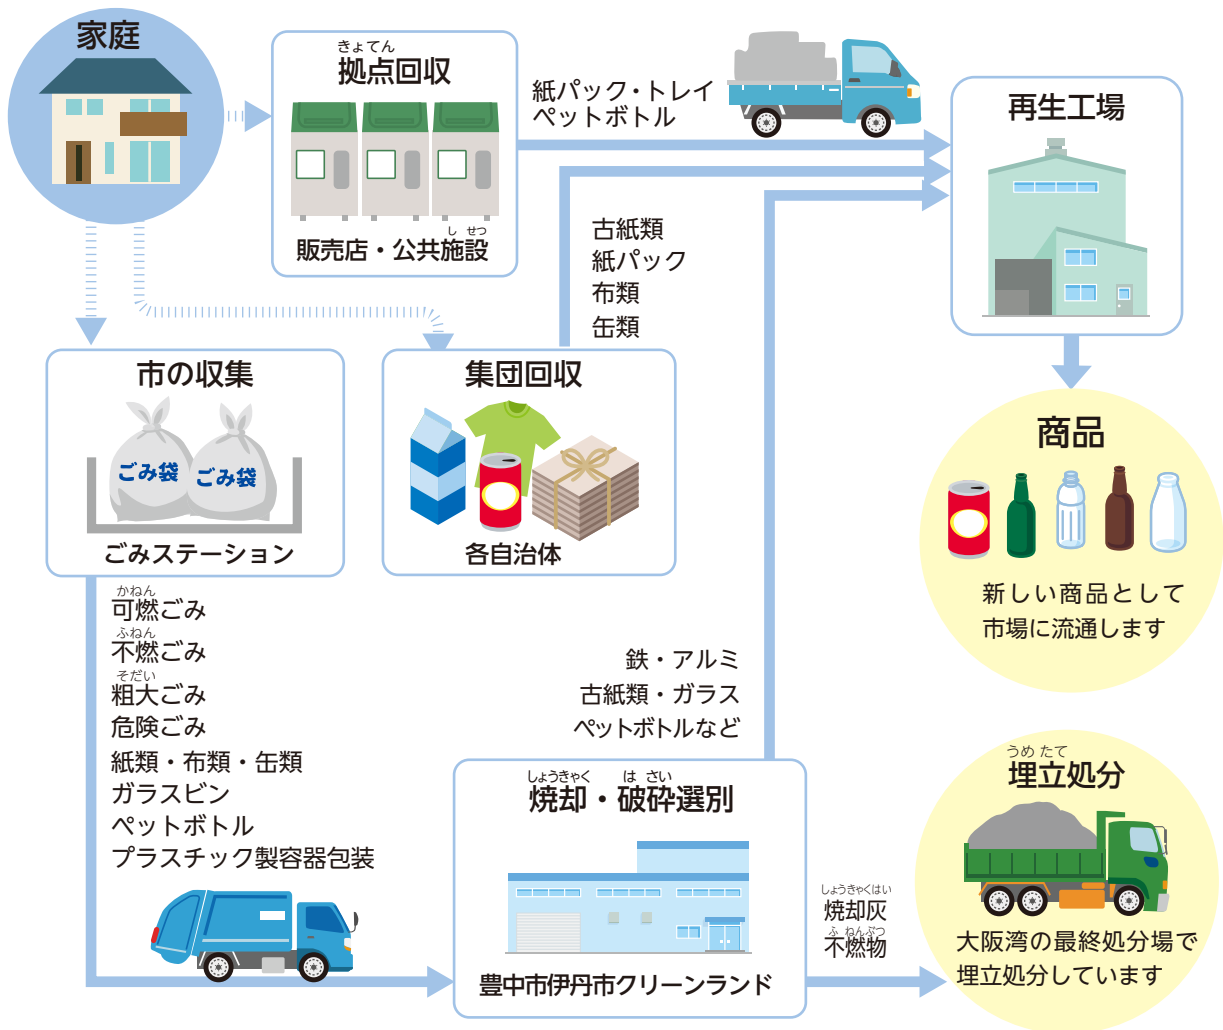 家庭
きょてん
拠点回収
販売店・公共施設
し せつ
紙パック・トレイ
ペットボトル
再生工場
古紙類
紙パック
布類
缶類
市の収集
ごみ袋
ごみ袋
ごみステーション
集団回収
各自治体
商品
新しい商品として
市場に流通します
かねん
可燃ごみ
ふねん
不燃ごみ
そだい
粗大ごみ
危険ごみ
紙類・布類・缶類
ガラスビン
ペットボトル
プラスチック製容器包装
鉄・アルミ
古紙類・ガラス
ペットボトルなど
しょうきゃく は さい
焼却・破砕選別
豊中市伊丹市クリーンランド
しょうきゃくはい
焼却灰
ふ ねんぶつ
不燃物
うめ たて
埋立処分
大阪湾の最終処分場で
埋立処分しています